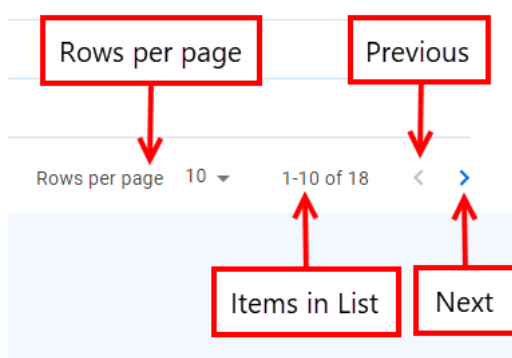 Rows per page
Previous
Rows per page 10 1-10 of 18 < >
Items in List
Next